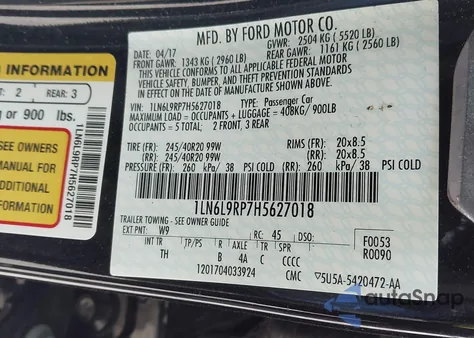 INFORMATION
2 REAR: 3
or 900 lbs.
SEE OWNERS
MANUAL FOR
ADDITIONAL
1LN6L9RP7H5627018
MFD. BY FORD MOTOR CO.
04/17
GVWR: 2504 KG ( 5520 LB)
FRONT GAWR: 1343 KG ( 2960 LB)
REAR GAWR: 1161 KG ( 2560 LB)
THIS VEHICLE CONFORMS TO ALL APPLICABLE FEDERAL MOTOR
VEHICLE SAFETY, BUMPER, AND THEFT PREVENTION STANDARDS
IN EFFECT ON THE DATE OF MANUFACTURE SHOWN ABOVE.
VIN: 1LN6L9RP7H5627018 TYPE: Passenger Car
MAXIMUM LOAD = OCCUPANTS + LUGGAGE = 408KG/900LB
OCCUPANTS = 5 TOTAL: 2 FRONT, 3 REAR
TIRE (FR): 245/40R20 99W RIMS (FR): 20x8.5
(RR): 245/40R20 99W (RR): 20x8.5
PRESSURE (FR): 260 kPa/ 38 PSI COLD (RR): 260 kPa/ 38 PSI COLD
1LN6L9RP7H5627018
TRAILER TOWING - SEE OWNER GUIDE
EXT PNT: W9 RC: 45 F0053
INT TR TP/PS B R AXLE TR SPR R0090
TH B 4A C CCCC
1201704033924 CMC 5U5A-5420472-AA
AutoSnap